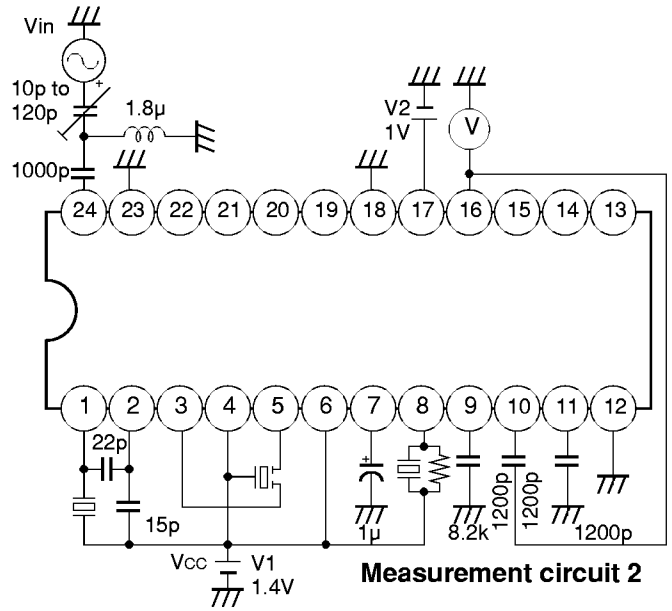 Vin
+
10p to
120p
1.8µ
1000p
V2
1V
V
24 23 22 21 20 19 18 17 16 15 14 13
1 2 3 4 5 6 7 8 9 10 11 12
22p
15p
+
1µ
8.2k
1200p
1200p
1200p
VCC
V1
1.4V
Measurement circuit 2